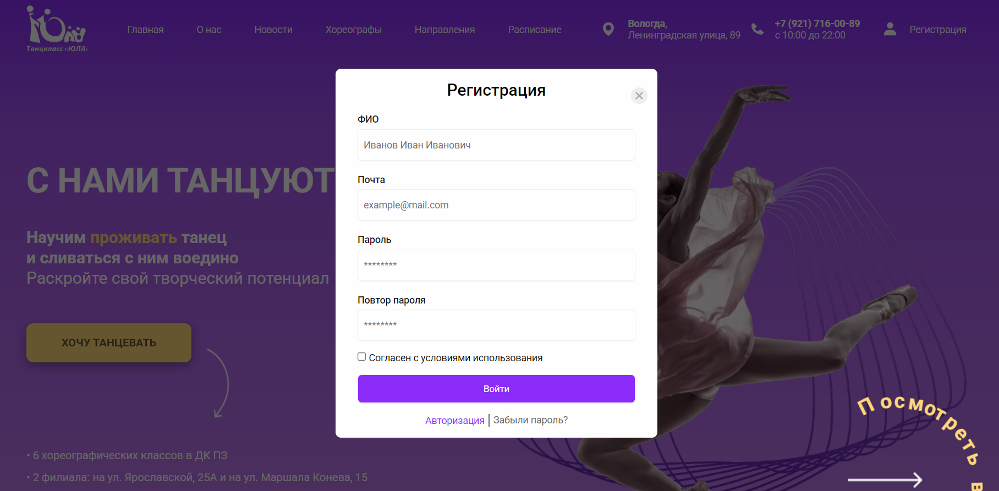 Юла
Танцкласс «ЮЛА»
Главная
О нас
Новости
Хореографы
Направления
Расписание
Вологда,
Ленинградская улица, 89
+7 (921) 716-00-89
с 10:00 до 22:00
Регистрация
Регистрация
ФИО
Иванов Иван Иванович
Почта
example@mail.com
Пароль
********
Повтор пароля
********
Согласен с условиями использования
Войти
Авторизация | Забыли пароль?
С НАМИ ТАНЦУЮТ
Научим проживать танец
и сливаться с ним воедино
Раскройте свой творческий потенциал
ХОЧУ ТАНЦЕВАТЬ
• 6 хореографических классов в ДК ПЗ
• 2 филиала: на ул. Ярославской, 25А и на ул. Маршала Конева, 15
Посмотреть в